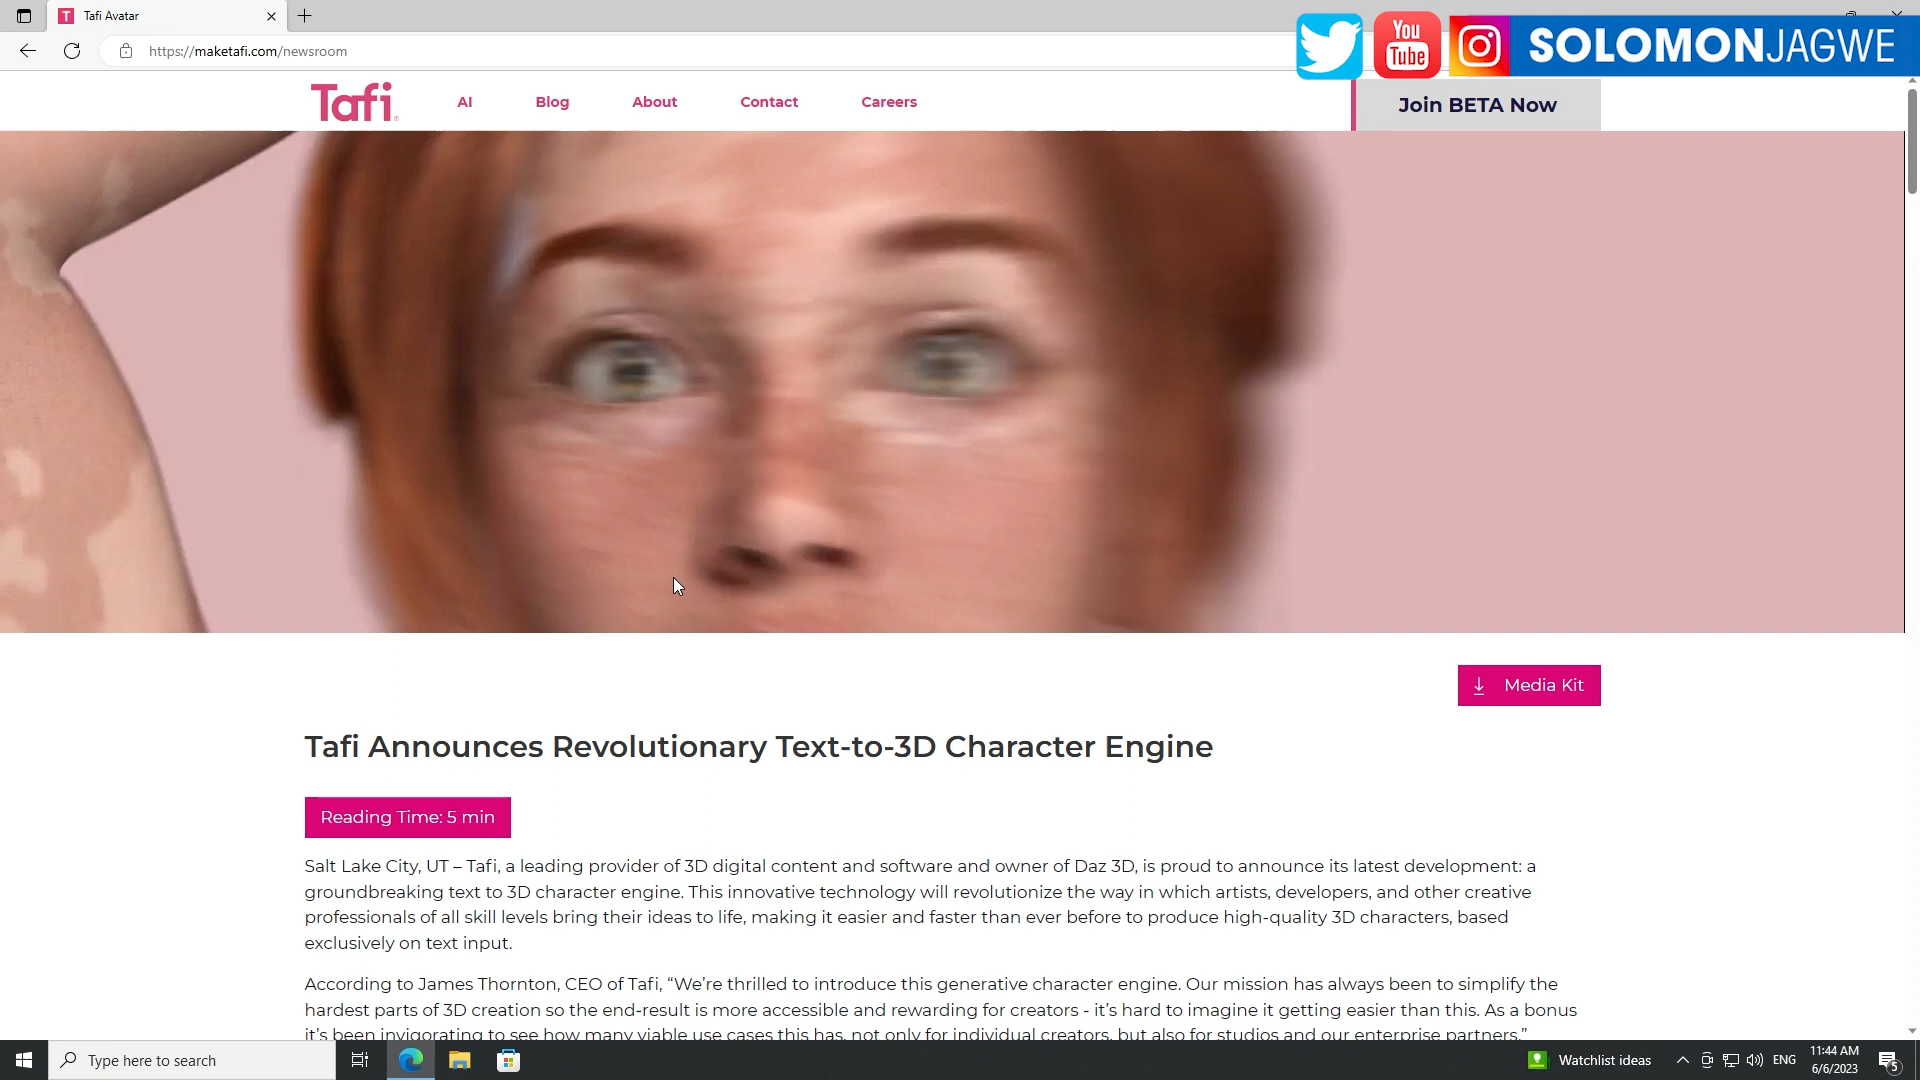 Tafi Avatar
You
Tube
SOLOMONJAGWE
https://maketafi.com/newsroom
Tafi
AI
Blog
About
Contact
Careers
Join BETA Now
Media Kit
Tafi Announces Revolutionary Text-to-3D Character Engine
Reading Time: 5 min
Salt Lake City, UT – Tafi, a leading provider of 3D digital content and software and owner of Daz 3D, is proud to announce its latest development: a
groundbreaking text to 3D character engine. This innovative technology will revolutionize the way in which artists, developers, and other creative
professionals of all skill levels bring their ideas to life, making it easier and faster than ever before to produce high-quality 3D characters, based
exclusively on text input.
According to James Thornton, CEO of Tafi, “We’re thrilled to introduce this generative character engine. Our mission has always been to simplify the
hardest parts of 3D creation so the end-result is more accessible and rewarding for creators - it’s hard to imagine it getting easier than this. As a bonus
it’s been invigorating to see how many viable use cases this has, not only for individual creators, but also for studios and our enterprise partners.”
Type here to search
Watchlist ideas
ENG
11:44 AM
6/6/2023
5